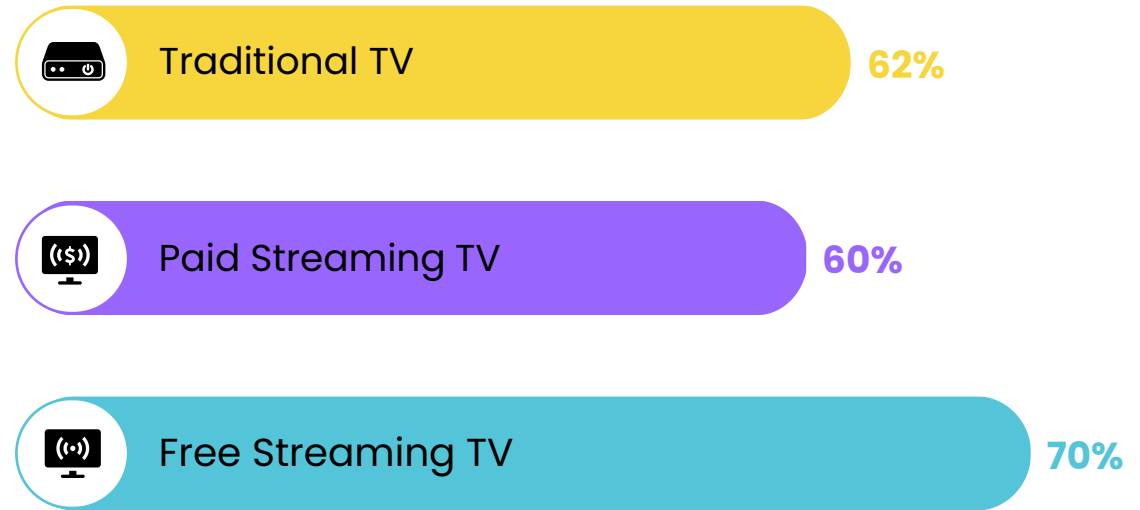 Traditional TV
62%
Paid Streaming TV
60%
Free Streaming TV
70%